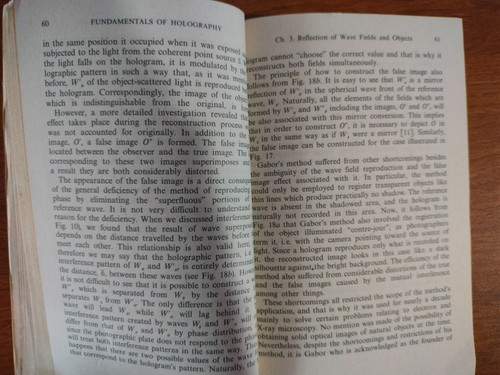 60 FUNDAMENTALS OF HOLOGRAPHY
in the same position it occupied when it was exposed
subjected to the light from the coherent point source
the light falls on the hologram, it is modulated by
lographic pattern in such a way that, as it was
before, of the object-scattered light is reproduced
the hologram. Correspondingly, the image of the object
which is indistinguishable from the original, is
However, a more detailed investigation revealed
effect takes place during the reconstruction process
was not accounted for originally. In addition to the
image, O', a false image O" is formed. The false image
located between the observer and the true image. The
corresponding to these two images superimposes
a result they are both considerably distorted.
The appearance of the false image is a direct
of the general deficiency of the method of reproducing
phase by eliminating the "superfluous" portions of
reference wave. It is not very difficult to understand
reason for the deficiency. When we discussed interference
Fig. 10), we found that the result of wave superposi
depends on the distance travelled by the waves before
meet each other. This relationship is also valid here,
therefore we may say that the holographic pattern, i.e.
interference pattern of and is entirely determined
the distance, δ, between these waves (see Fig. 18b). However
it is not difficult to see that it is possible to construct a
which is separated from by the distance
separates from The only difference is that the
wave will lead while will lag behind
interference pattern created by waves and
differ from that of and by phase distribution,
since the photographic plate does not respond to the phase
will treat both interference patterns in the same way.
happens that there are two possible values of the wave
that correspond to the hologram's pattern. Naturally, the
Ch. 3. Reflection of Wave Fields and Objects 61
logram cannot "choose" the correct value and that is why it
reconstructs both fields simultaneously.
The principle of how to construct the false image also
follows from Fig. 18b. It is easy to see that is a mirror
reflection of in the spherical wave front of the reference
wave, Naturally, all the elements of the fields which are
formed by and including the images, O' and O", will
be also associated with this mirror conversion. This implies
that in order to construct O", it is necessary to depict O in
in the same way as if were a mirror [11]. Similarly,
the false image can be constructed for the case illustrated in
Fig. 17.
Gabor's method suffered from other shortcomings besides
the ambiguity of the wave field reproduction and the false
image effect associated with it. In particular, the method
could only be employed to register transparent objects like
thin lines which produce practically no shadow. The reference
wave is absent in the shadowed area, and the hologram is
naturally not recorded in this area. Now, it follows from
Fig. 18a that Gabor's method also involved the registration
of the object illuminated "contre-jour", as photographers
term it, i.e. with the camera pointing toward the source of
light. Since a hologram reproduces only what is recorded on
it, the reconstructed image looks in this case like a dark
silhouette against the bright background. The efficiency of the
method also suffered from considerable distortions of the true
and the false images caused by the mutual interference
among other things.
These shortcomings all restricted the scope of the method's
application, and that is why it was used for nearly a decade
mainly to solve certain problems relating to electron and
X-ray microscopy. No mention was made of the possibility of
obtaining solid optical images of natural objects at the time.
Nevertheless, despite the shortcomings and restrictions of his
method, it is Gabor who is acknowledged as the founder of